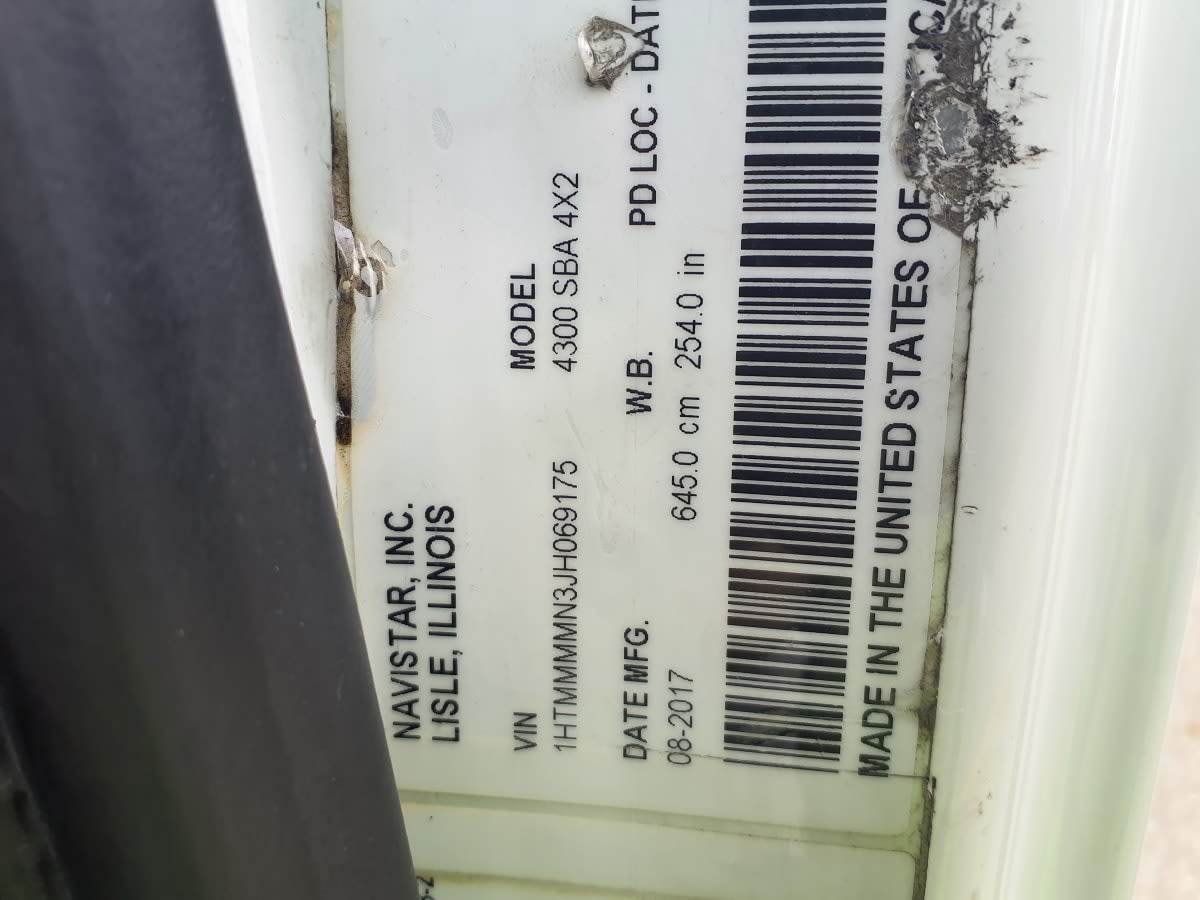 NAVISTAR, INC.
LISLE, ILLINOIS
VIN MODEL
1HTMMMMN3JH069175 4300 SBA 4X2
DATE MFG. W.B. PD LOC - DATE
08-2017 645.0 cm 254.0 in
MADE IN THE UNITED STATES OF